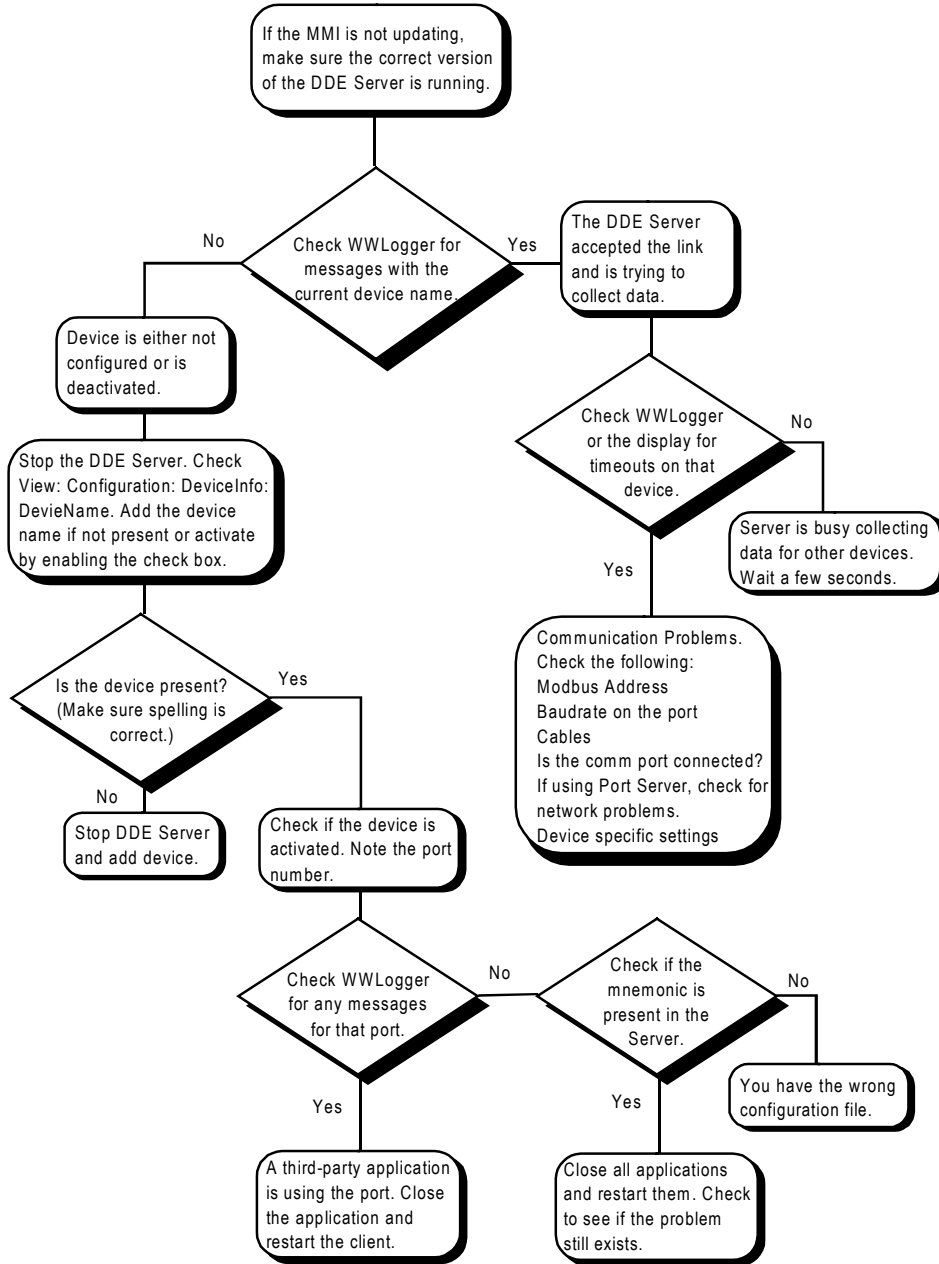 If the MMI is not updating,
make sure the correct version
of the DDE Server is running.
No
Check WWLogger for
messages with the
current device name.
Yes
The DDE Server
accepted the link
and is trying to
collect data.
Device is either not
configured or is
deactivated.
Check WWLogger
or the display for
timeouts on that
device.
No
Stop the DDE Server. Check
View: Configuration: DeviceInfo:
DevieName. Add the device
name if not present or activate
by enabling the check box.
Server is busy collecting
data for other devices.
Wait a few seconds.
Yes
Communication Problems.
Check the following:
Modbus Address
Baudrate on the port
Cables
Is the comm port connected?
If using Port Server, check for
network problems.
Device specific settings
Is the device present?
(Make sure spelling is
correct.)
Yes
No
Stop DDE Server
and add device.
Check if the device is
activated. Note the port
number.
Check WWLogger
for any messages
for that port.
No
Check if the
mnemonic is
present in the
Server.
No
You have the wrong
configuration file.
Yes
Yes
A third-party application
is using the port. Close
the application and
restart the client.
Close all applications
and restart them. Check
to see if the problem
still exists.